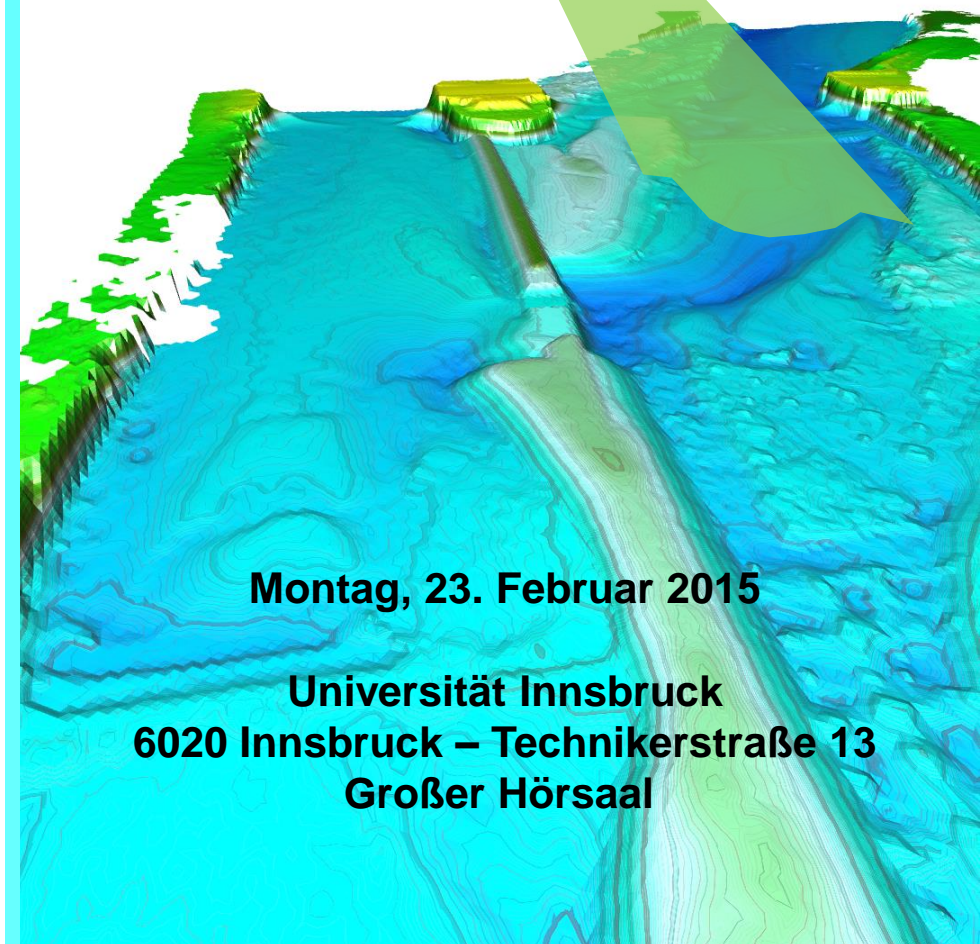 Montag, 23. Februar 2015
Universität Innsbruck
6020 Innsbruck – Technikerstraße 13
Großer Hörsaal